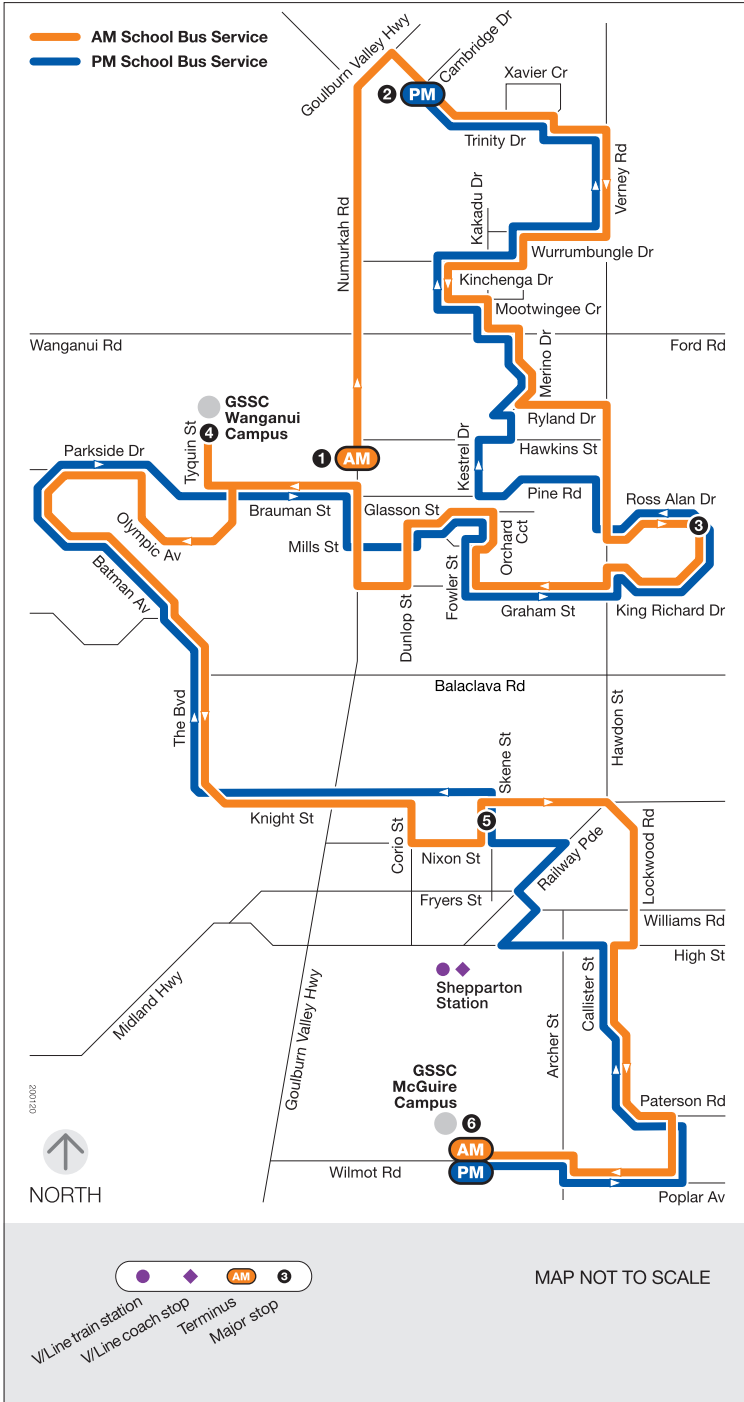 AM School Bus Service
PM School Bus Service
Goulburn Valley Hwy
Cambridge Dr
2
PM
Xavier Cr
Trinity Dr
Verney Rd
Kakadu Dr
Numurkah Rd
Wurrumbungle Dr
Kinchenga Dr
Mootwingee Cr
Wanganui Rd
Ford Rd
Merino Dr
GSSC
Wanganui
Campus
4
Tyquin St
Ryland Dr
1
AM
Kestrel Dr
Hawkins St
Parkside Dr
Pine Rd
Ross Alan Dr
3
Brauman St
Glasson St
Olympic Av
Mills St
Orchard
Cct
Batman Av
Fowler St
Dunlop St
Graham St
King Richard Dr
Balaclava Rd
The Bvd
Hawdon St
Skene St
Knight St
5
Corio St
Nixon St
Railway Pde
Lockwood Rd
Fryers St
Williams Rd
High St
Midland Hwy
Shepparton
Station
Callister St
Goulburn Valley Hwy
Archer St
GSSC
McGuire
Campus
6
200120
Paterson Rd
AM
PM
Wilmot Rd
Poplar Av
NORTH
AM
3
MAP NOT TO SCALE
V/Line train station
V/Line coach stop
Terminus
Major stop